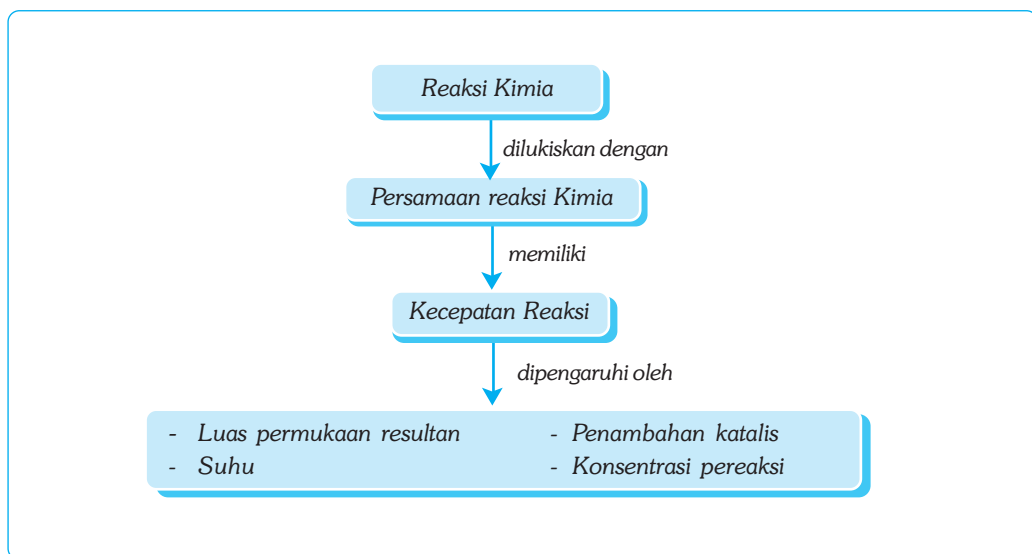 Reaksi Kimia
dilukiskan dengan
Persamaan reaksi Kimia
memiliki
Kecepatan Reaksi
dipengaruhi oleh
- Luas permukaan resultan
- Suhu
- Penambahan katalis
- Konsentrasi pereaksi